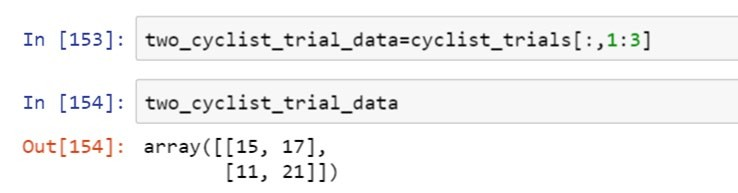 In [153]: two_cyclist_trial_data=cyclist_trials[:,1:3]
In [154]: two_cyclist_trial_data
Out[154]: array([[15, 17],
[11, 21]])